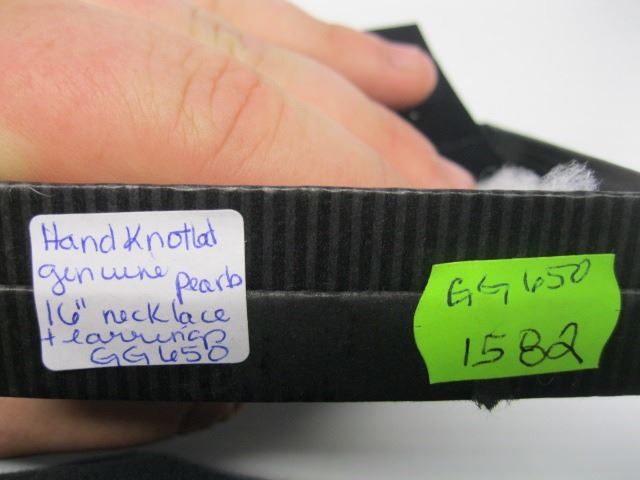 Hand Knotted
genuine pearls
16" necklace
+ earrings
GG650
GG650
1582